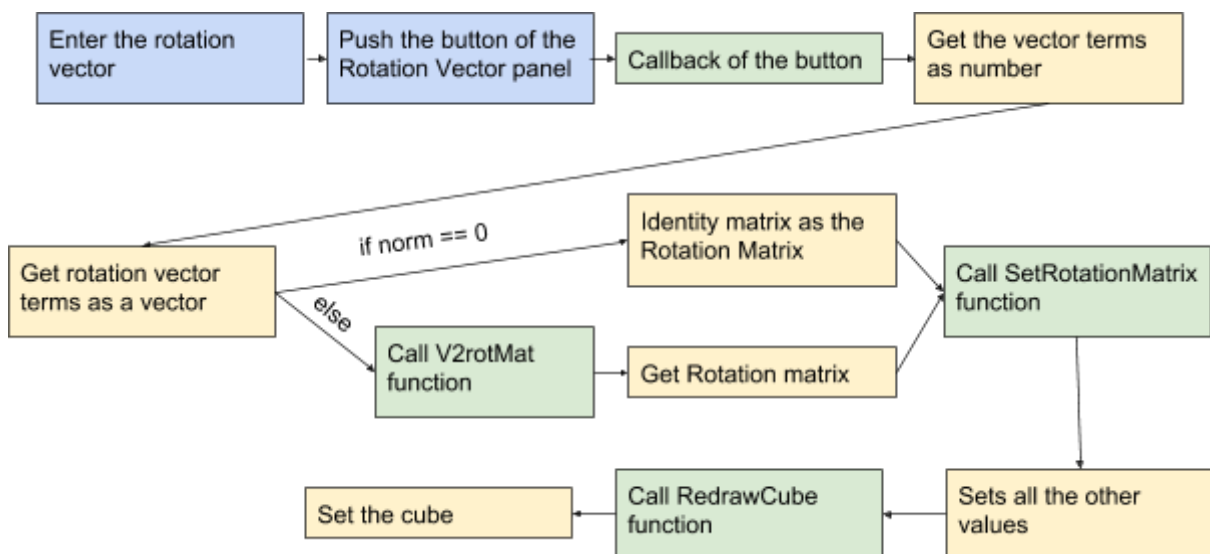 Enter the rotation
vector
Push the button of the
Rotation Vector panel
Callback of the button
Get the vector terms
as number
if norm == 0
Identity matrix as the
Rotation Matrix
Get rotation vector
terms as a vector
else
Call V2rotMat
function
Get Rotation matrix
Call SetRotationMatrix
function
Sets all the other
values
Call RedrawCube
function
Set the cube